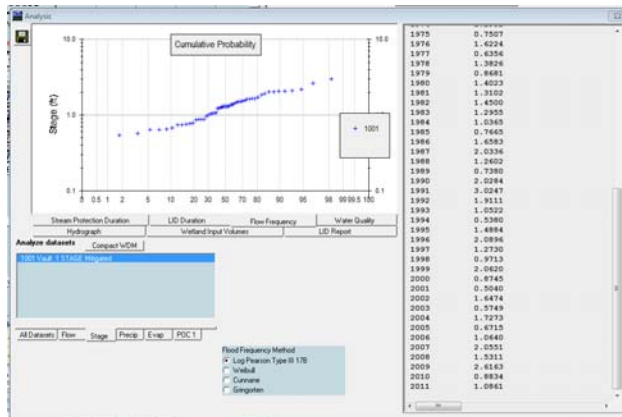 Analysis
Cumulative Probability
10.0
10.0
Stage (ft)
1.0
1.0
0.1
0.1
1001
0 0.5 1 2 5 10 20 30 50 70 80 90 95 98 99 99.5 100
Stream Protection Duration
LID Duration
Flow Frequency
Water Quality
Hydrograph
Wetland Input Volumes
LID Report
Analyze datasets
Compact WDM
1001 Vault 1 STAGE Mitigated
All Datasets
Flow
Stage
Precip
Evap
POC 1
Flood Frequency Method
Log Pearson Type III 17B
Weibull
Cunnane
Gringorten
1975 0.7507
1976 1.6224
1977 0.6356
1978 1.3826
1979 0.8681
1980 1.4023
1981 1.3102
1982 1.4500
1983 1.2955
1984 1.0365
1985 0.7665
1986 1.6583
1987 2.0336
1988 1.2602
1989 0.7380
1990 2.0284
1991 3.0247
1992 1.9111
1993 1.0522
1994 0.5380
1995 1.4884
1996 2.0896
1997 1.2730
1998 0.9713
1999 2.0620
2000 0.8745
2001 0.5040
2002 1.6474
2003 0.5749
2004 1.7273
2005 0.6715
2006 1.0640
2007 2.0551
2008 1.5311
2009 2.6163
2010 0.8834
2011 1.0861